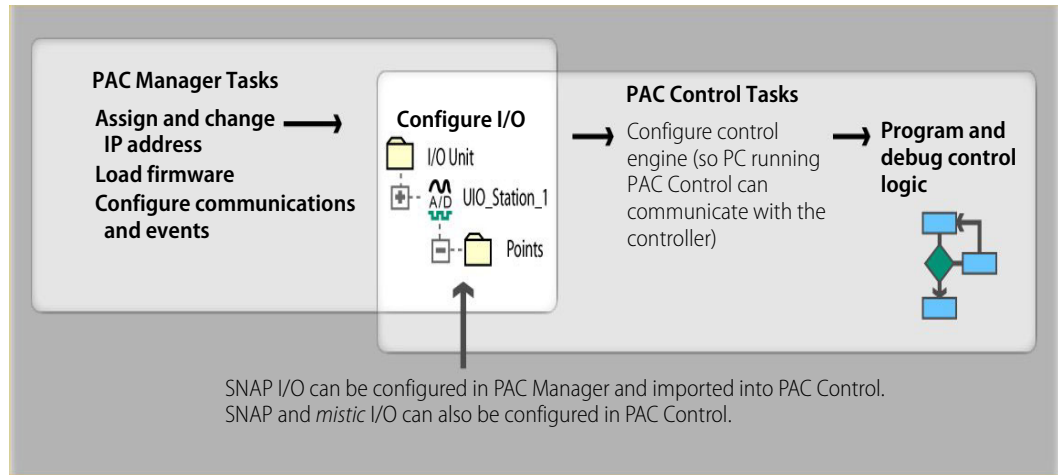 PAC Manager Tasks
Assign and change
IP address
Load firmware
Configure communications
and events
Configure I/O
I/O Unit
A/D
UIO_Station_1
Points
PAC Control Tasks
Configure control
engine (so PC running
PAC Control can
communicate with the
controller)
Program and
debug control
logic
SNAP I/O can be configured in PAC Manager and imported into PAC Control.
SNAP and mistic I/O can also be configured in PAC Control.